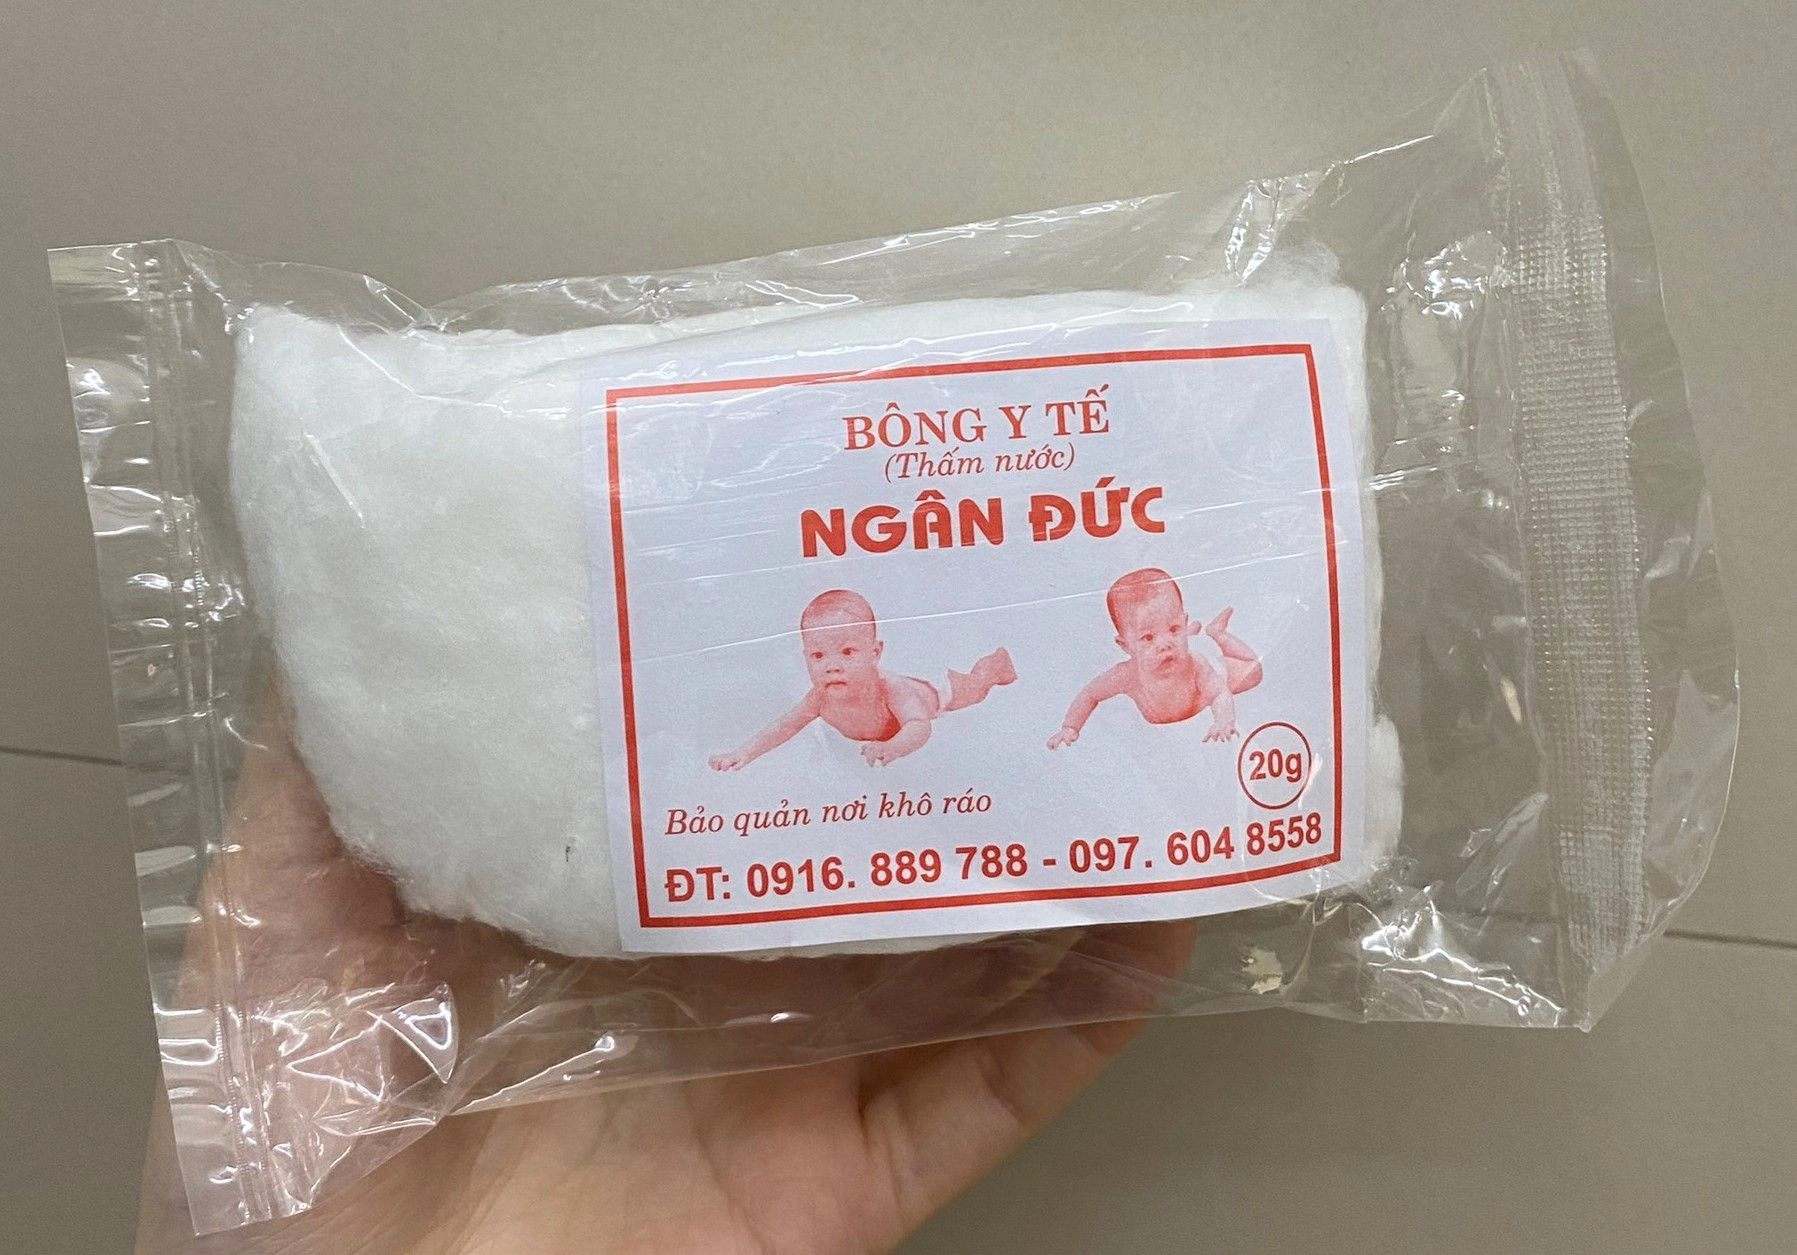 BÔNG Y TẾ
(Thấm nước)
NGÂN ĐỨC
20g
Bảo quản nơi khô ráo
ĐT: 0916. 889 788 - 097. 604 8558